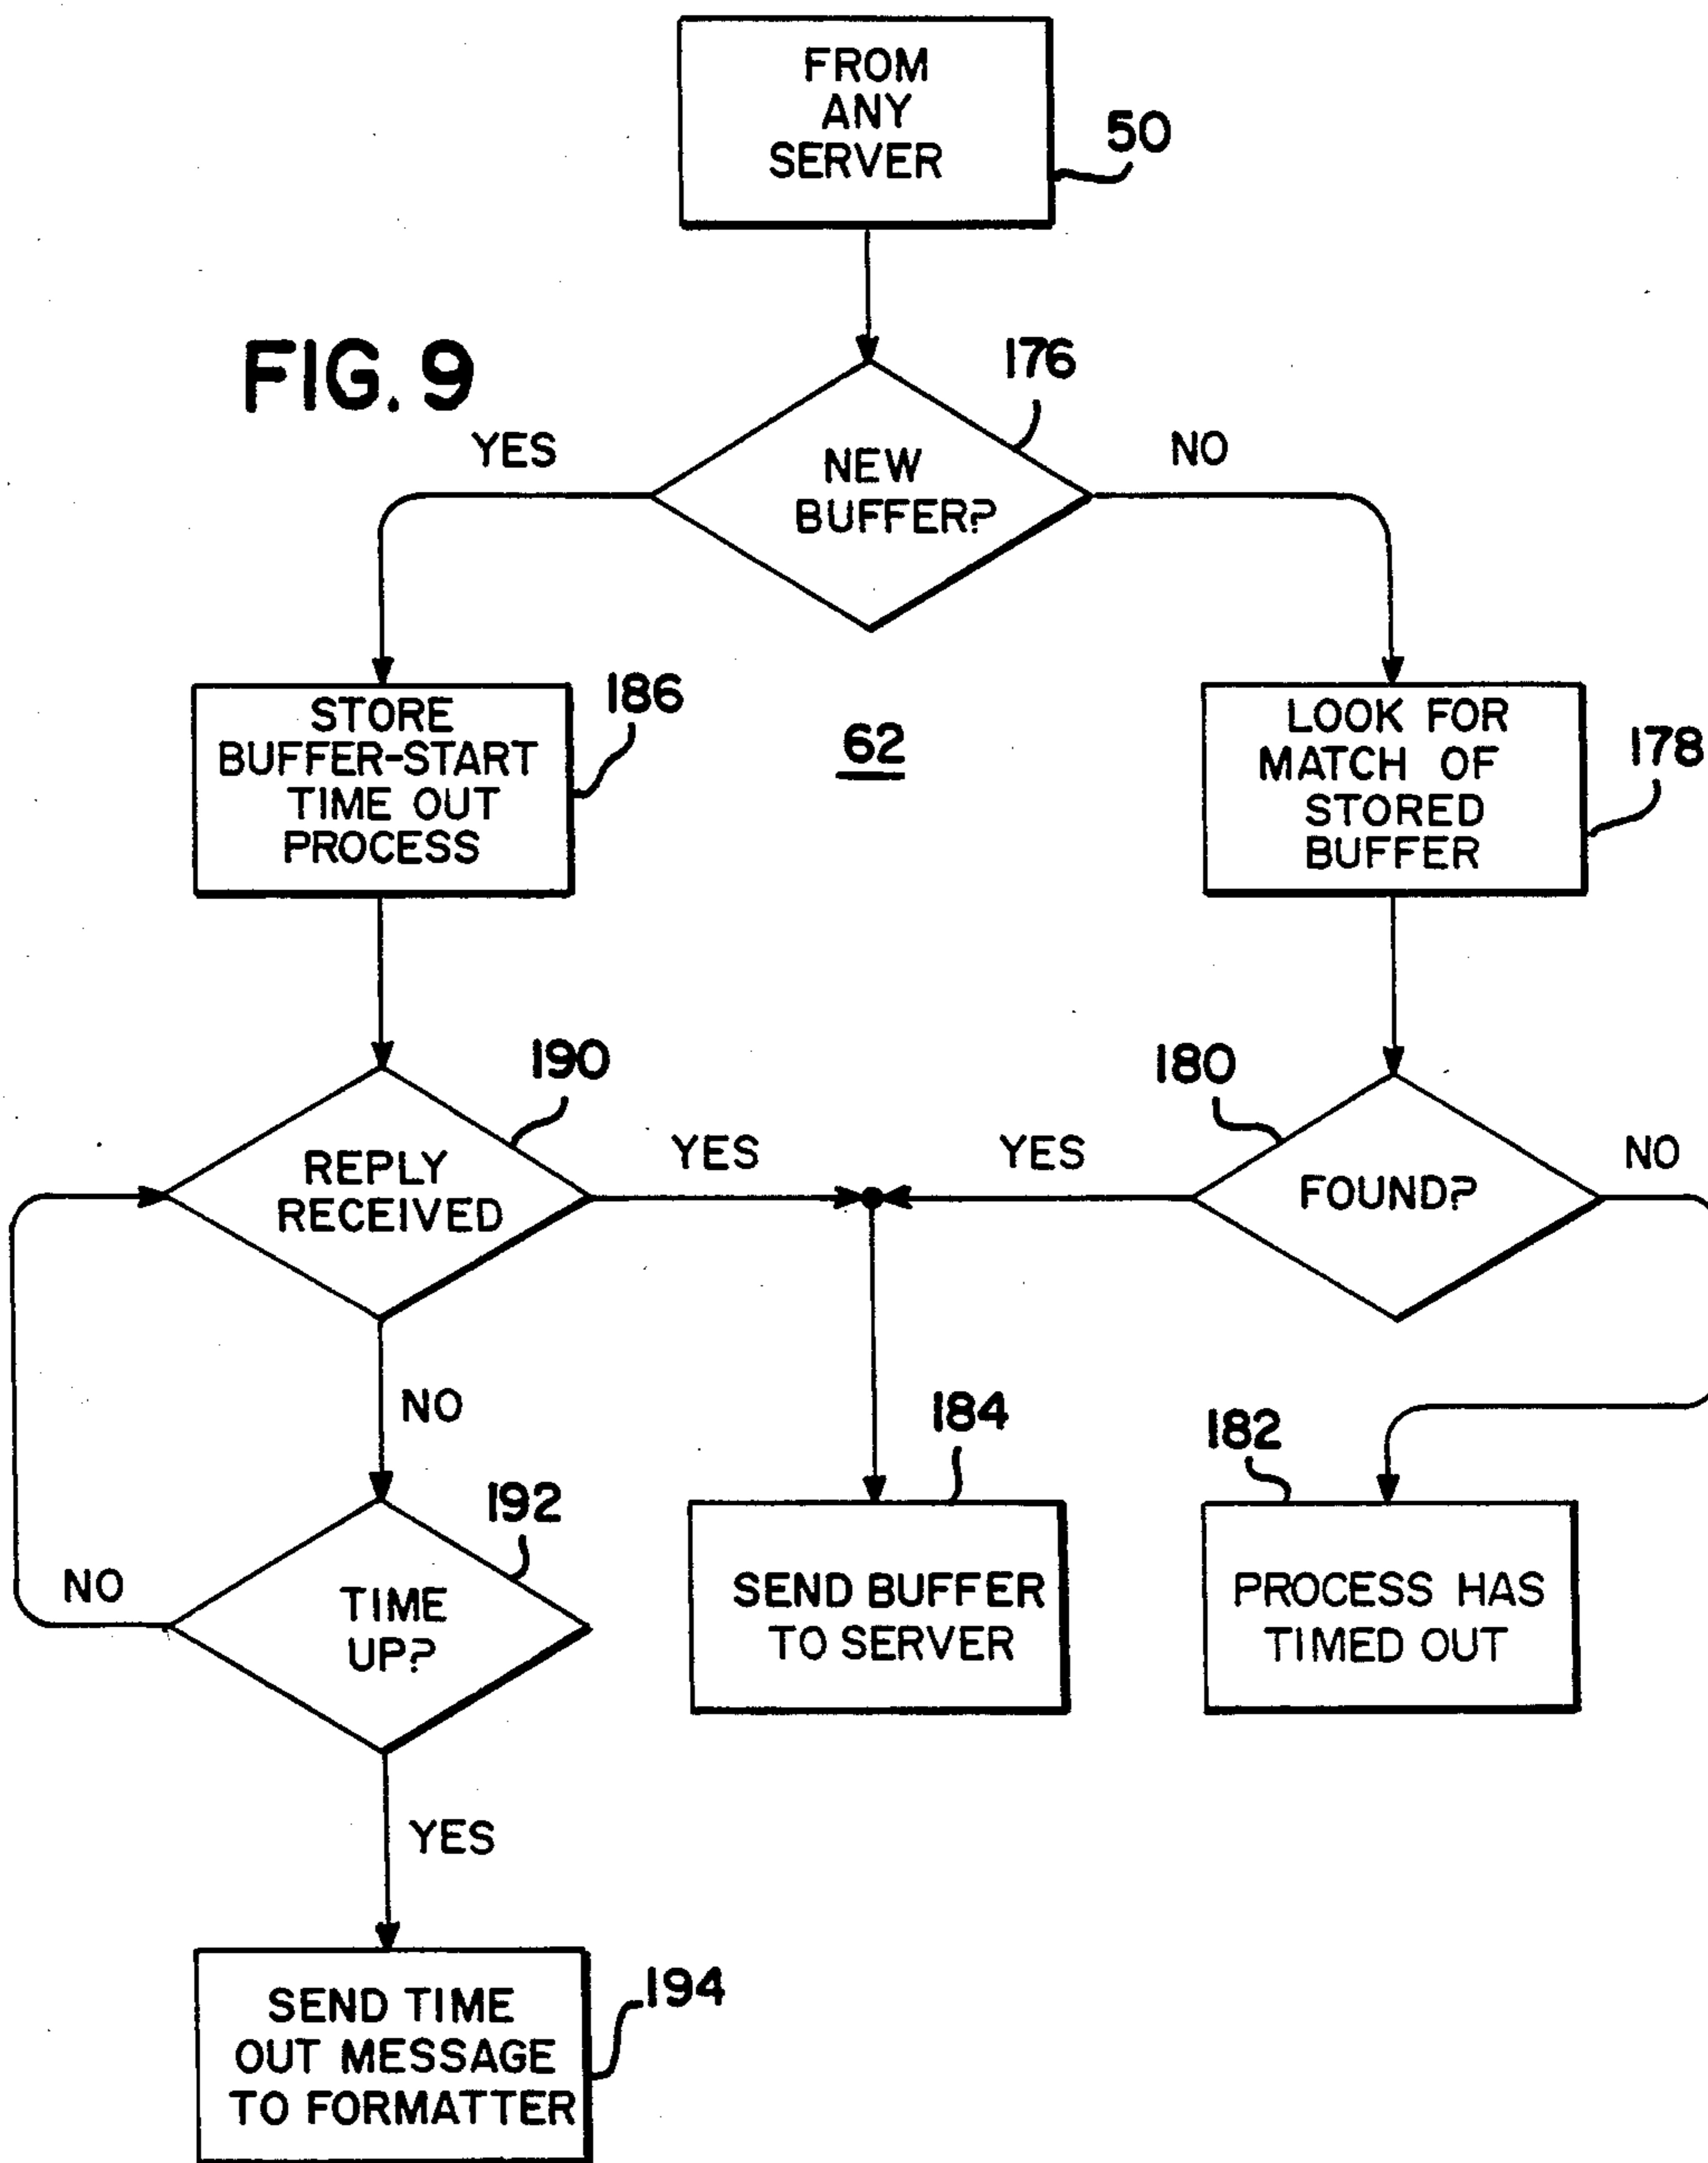 FROM
ANY
SERVER
50
FIG. 9
176
YES
NEW
BUFFER?
NO
STORE
BUFFER-START
TIME OUT
PROCESS
186
62
LOOK FOR
MATCH OF
STORED
BUFFER
178
190
REPLY
RECEIVED
YES
180
YES
FOUND?
NO
NO
192
TIME
UP?
NO
184
SEND BUFFER
TO SERVER
182
PROCESS HAS
TIMED OUT
YES
SEND TIME
OUT MESSAGE
TO FORMATTER
194